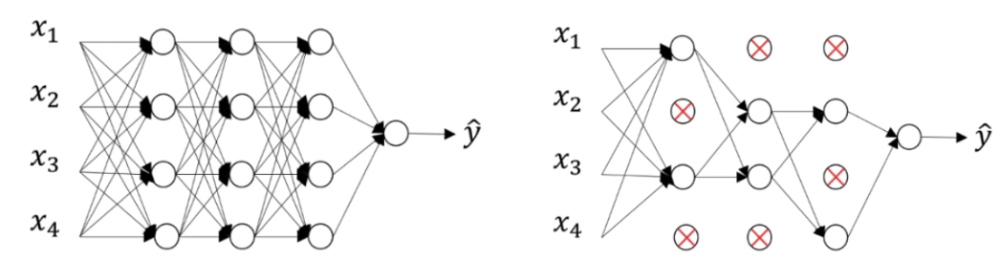 x₁
x₂
x₃
x₄
ŷ
x₁
x₂
x₃
x₄
ŷ